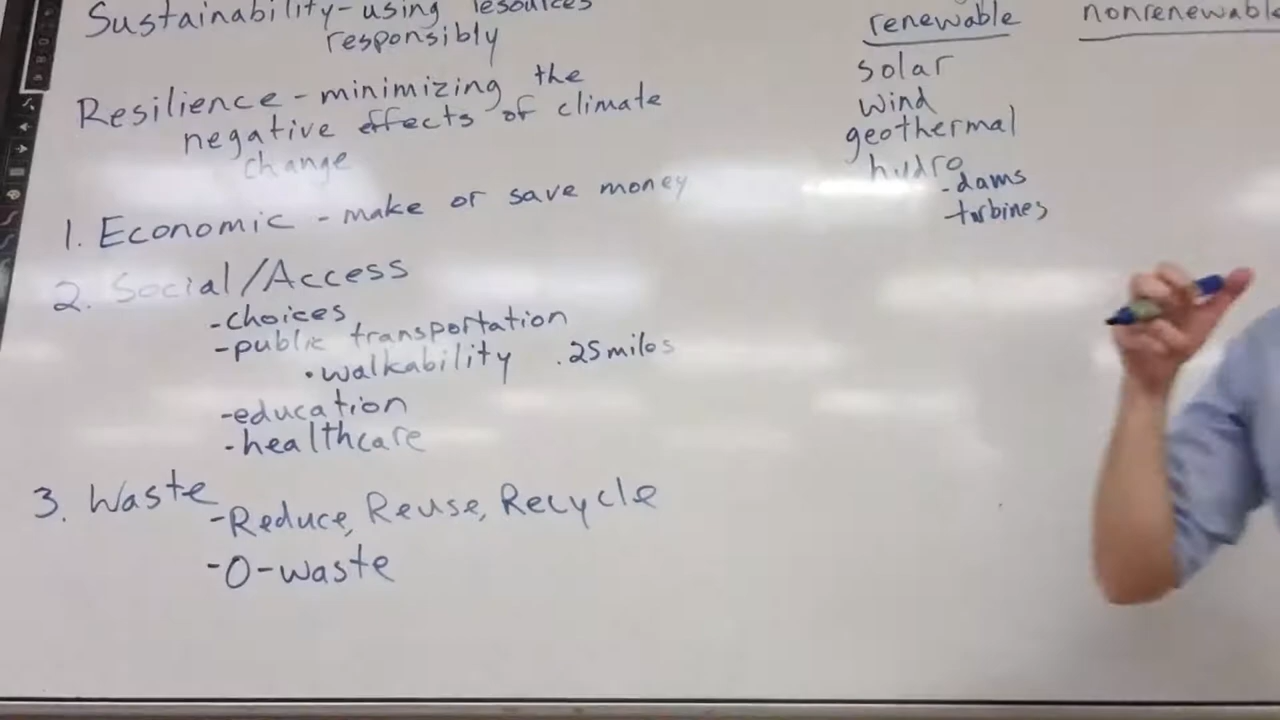 Sustainability - using resources
responsibly
Resilience - minimizing the
negative effects of climate
change
1. Economic - make or save money
2. Social/Access
-choices
-public transportation
•walkability .25 miles
-education
-healthcare
3. Waste
-Reduce, Reuse, Recycle
-0-waste
renewable
solar
wind
geothermal
hydro
-dams
turbines
nonrenewable